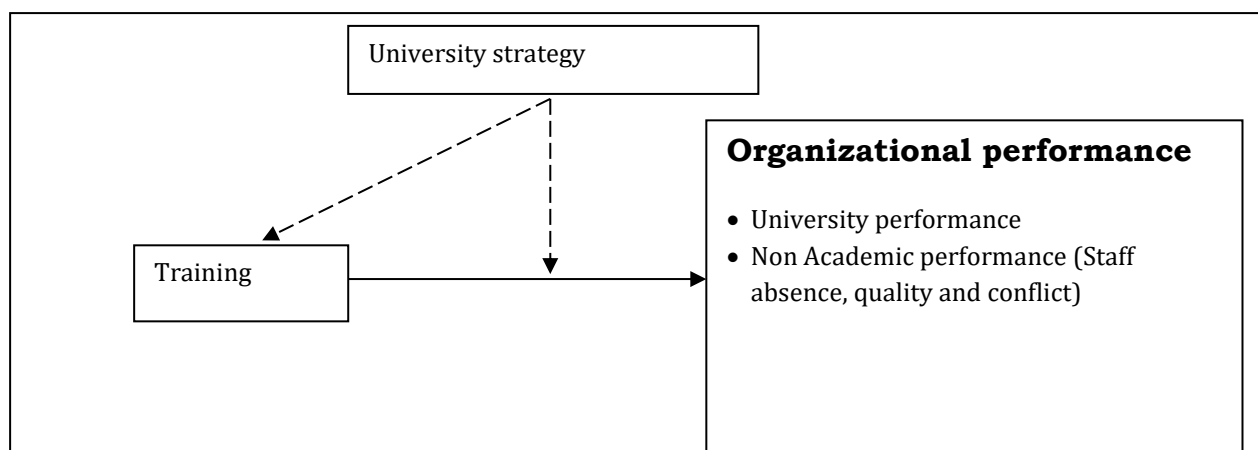 University strategy
Organizational performance
• University performance
• Non Academic performance (Staff
absence, quality and conflict)
Training